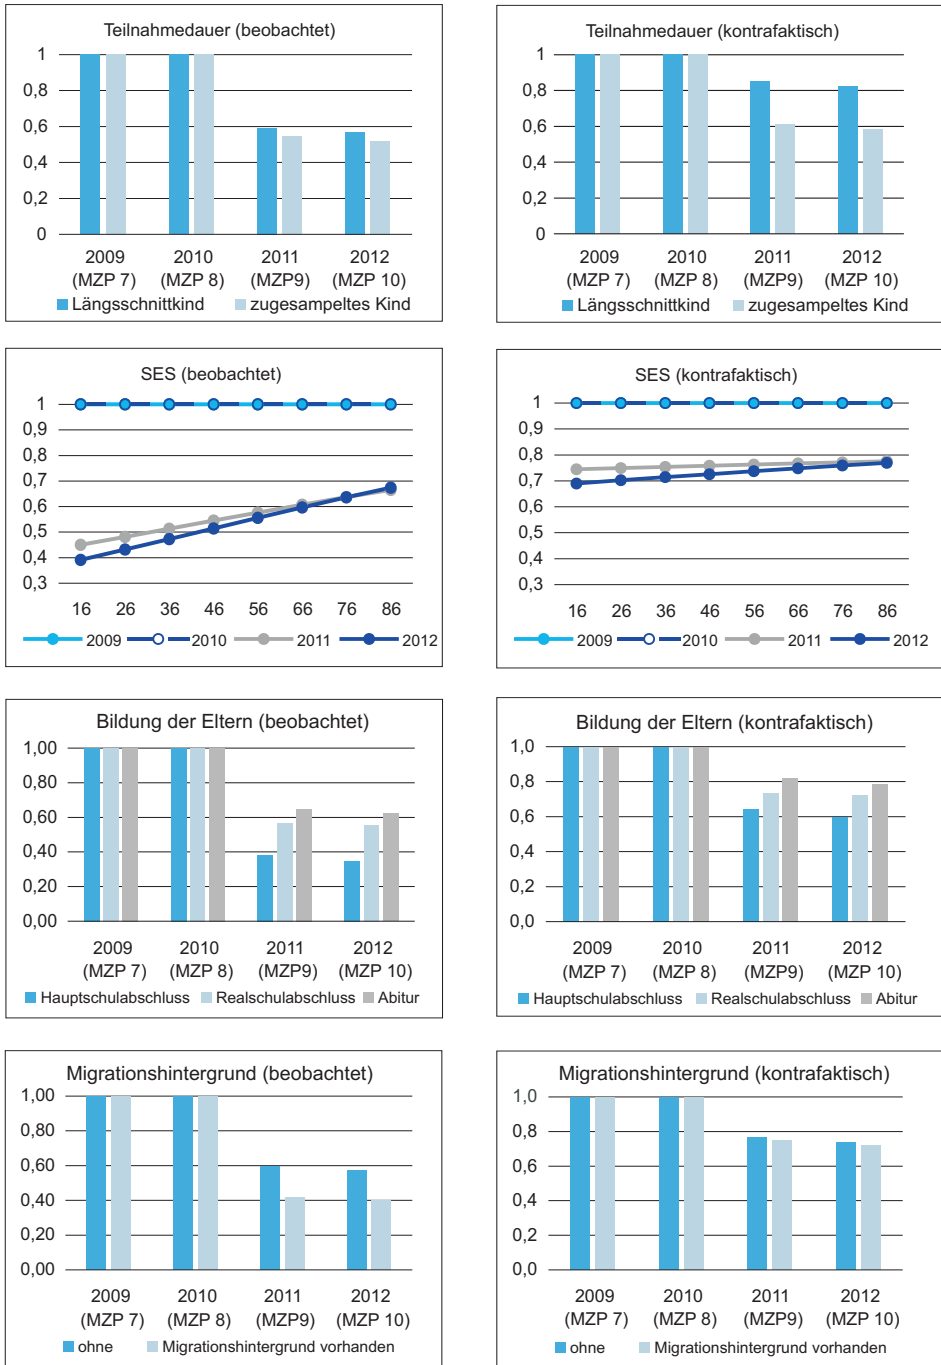 Teilnahmedauer (beobachtet)
1
0,8
0,6
0,4
0,2
0
2009 2010 2011 2012
(MZP 7) (MZP 8) (MZP9) (MZP 10)
Längsschnittkind zugesampeltes Kind
Teilnahmedauer (kontrafaktisch)
1
0,8
0,6
0,4
0,2
0
2009 2010 2011 2012
(MZP 7) (MZP 8) (MZP9) (MZP 10)
Längsschnittkind zugesampeltes Kind
SES (beobachtet)
1
0,9
0,8
0,7
0,6
0,5
0,4
0,3
16 26 36 46 56 66 76 86
2009 2010 2011 2012
SES (kontrafaktisch)
1
0,9
0,8
0,7
0,6
0,5
0,4
0,3
16 26 36 46 56 66 76 86
2009 2010 2011 2012
Bildung der Eltern (beobachtet)
1,00
0,80
0,60
0,40
0,20
0,00
2009 2010 2011 2012
(MZP 7) (MZP 8) (MZP9) (MZP 10)
Hauptschulabschluss Realschulabschluss Abitur
Bildung der Eltern (kontrafaktisch)
1,0
0,8
0,6
0,4
0,2
0,0
2009 2010 2011 2012
(MZP 7) (MZP 8) (MZP9) (MZP 10)
Hauptschulabschluss Realschulabschluss Abitur
Migrationshintergrund (beobachtet)
1,00
0,80
0,60
0,40
0,20
0,00
2009 2010 2011 2012
(MZP 7) (MZP 8) (MZP9) (MZP 10)
ohne Migrationshintergrund vorhanden
Migrationshintergrund (kontrafaktisch)
1,0
0,8
0,6
0,4
0,2
0,0
2009 2010 2011 2012
(MZP 7) (MZP 8) (MZP9) (MZP 10)
ohne Migrationshintergrund vorhanden